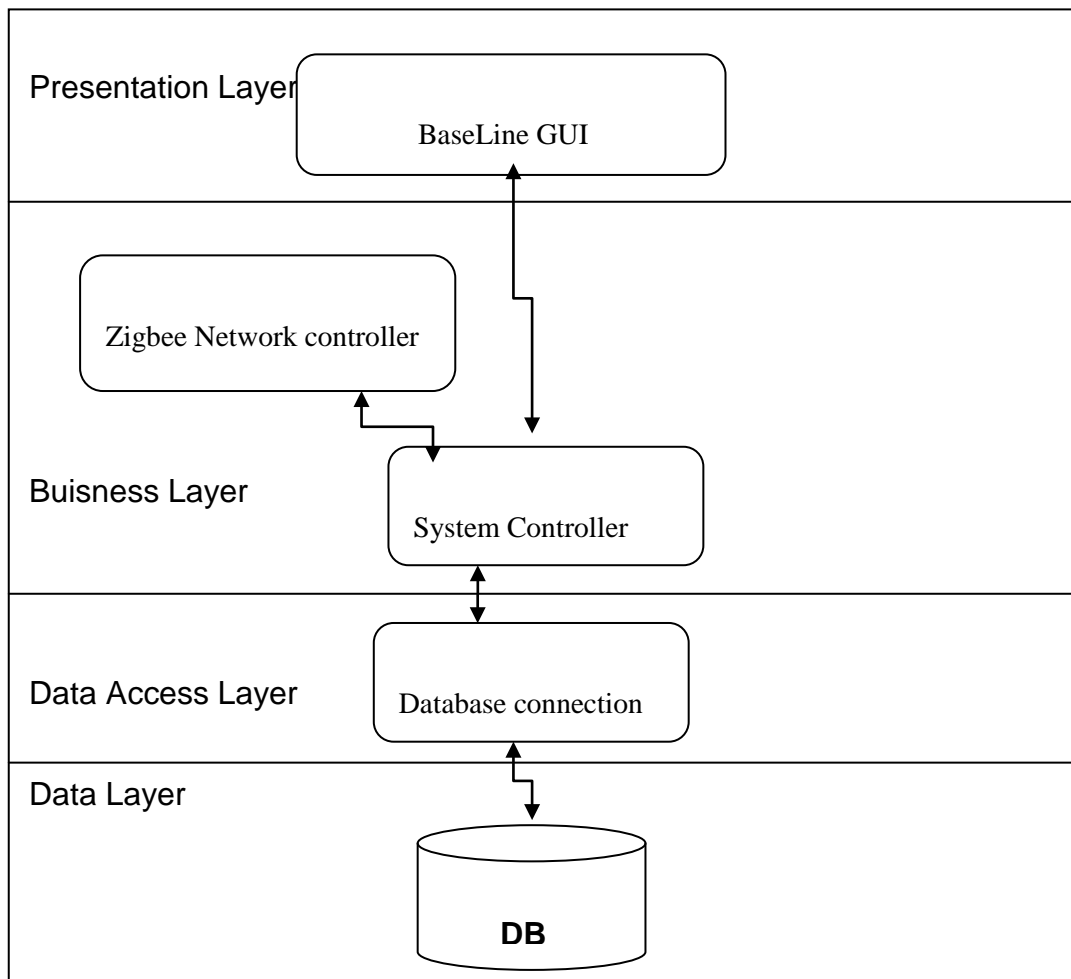 Presentation Layer
BaseLine GUI
Zigbee Network controller
Buisness Layer
System Controller
Data Access Layer
Database connection
Data Layer
DB